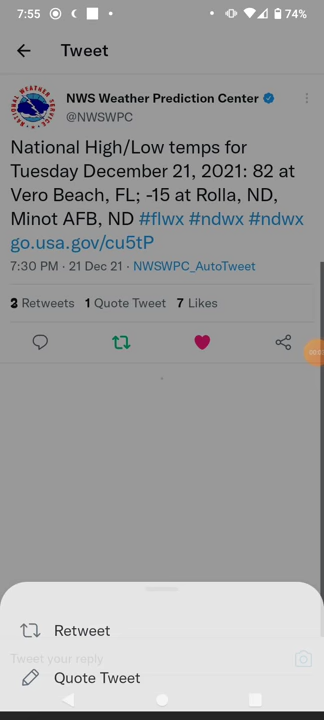 7:55
74%
Tweet
NWS Weather Prediction Center
@NWSWPC
National High/Low temps for
Tuesday December 21, 2021: 82 at
Vero Beach, FL; -15 at Rolla, ND,
Minot AFB, ND #flwx #ndwx #ndwx
go.usa.gov/cu5tP
7:30 PM · 21 Dec 21 · NWSWPC_AutoTweet
Retweets 1 Quote Tweet 7 Likes
Retweet
Tweet your reply
Quote Tweet